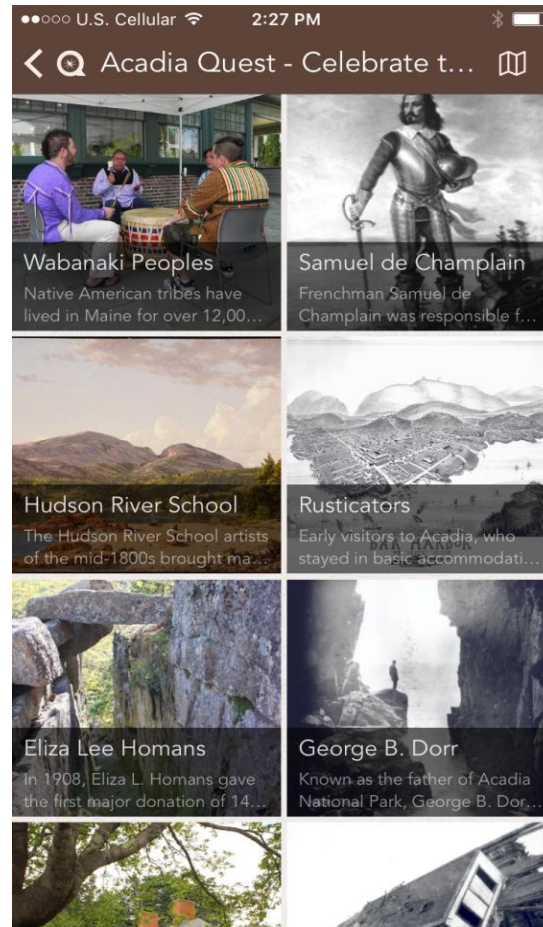 U.S. Cellular 2:27 PM
Acadia Quest - Celebrate t...
Wabanaki Peoples
Native American tribes have
lived in Maine for over 12,00...
Samuel de Champlain
Frenchman Samuel de
Champlain was responsible f...
Hudson River School
The Hudson River School artists
of the mid-1800s brought ma...
Rusticators
Early visitors to Acadia, who
stayed in basic accommodati...
BAR HARBOR
Eliza Lee Homans
In 1908, Eliza L. Homans gave
the first major donation of 14...
George B. Dorr
Known as the father of Acadia
National Park, George B. Dor...